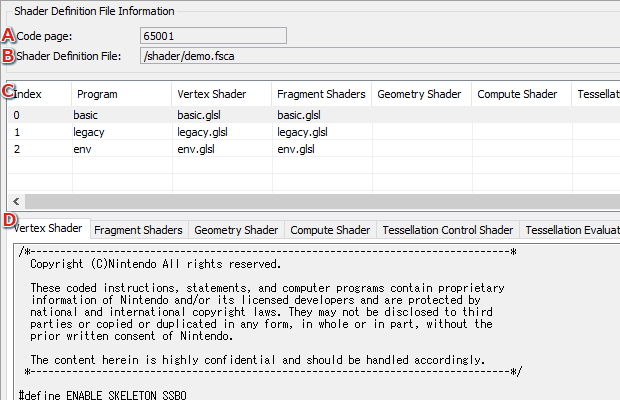 Shader Definition File Information
A Code page: 65001
B Shader Definition File: /shader/demo.fsca
C Index Program Vertex Shader Fragment Shaders Geometry Shader Compute Shader Tessellation
0 basic basic.glsl basic.glsl
1 legacy legacy.glsl legacy.glsl
2 env env.glsl env.glsl
D Vertex Shader Fragment Shaders Geometry Shader Compute Shader Tessellation Control Shader Tessellation Evaluat
/*--------------------------------------------------------------------------------*
Copyright (C)Nintendo All rights reserved.
These coded instructions, statements, and computer programs contain proprietary
information of Nintendo and/or its licensed developers and are protected by
national and international copyright laws. They may not be disclosed to third
parties or copied or duplicated in any form, in whole or in part, without the
prior written consent of Nintendo.
The content herein is highly confidential and should be handled accordingly.
*--------------------------------------------------------------------------------*/
#define ENABLE_SKELETON_SSBO